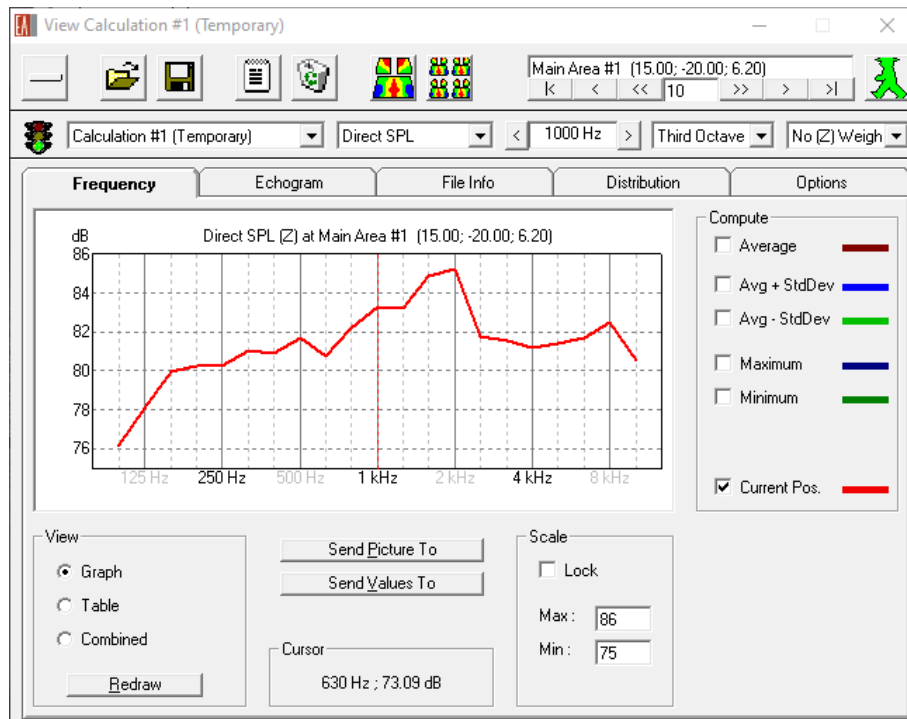 View Calculation #1 (Temporary)
Main Area #1 (15.00; -20.00; 6.20)
|< < << 10 >> > >|
Calculation #1 (Temporary) Direct SPL < 1000 Hz > Third Octave No (Z) Weigh
Frequency Echogram File Info Distribution Options
dB Direct SPL (Z) at Main Area #1 (15.00; -20.00; 6.20)
86
84
82
80
78
76
125 Hz 250 Hz 500 Hz 1 kHz 2 kHz 4 kHz 8 kHz
Compute
Average
Avg + StdDev
Avg - StdDev
Maximum
Minimum
Current Pos.
View
Graph
Table
Combined
Redraw
Send Picture To
Send Values To
Cursor
630 Hz ; 73.09 dB
Scale
Lock
Max : 86
Min : 75